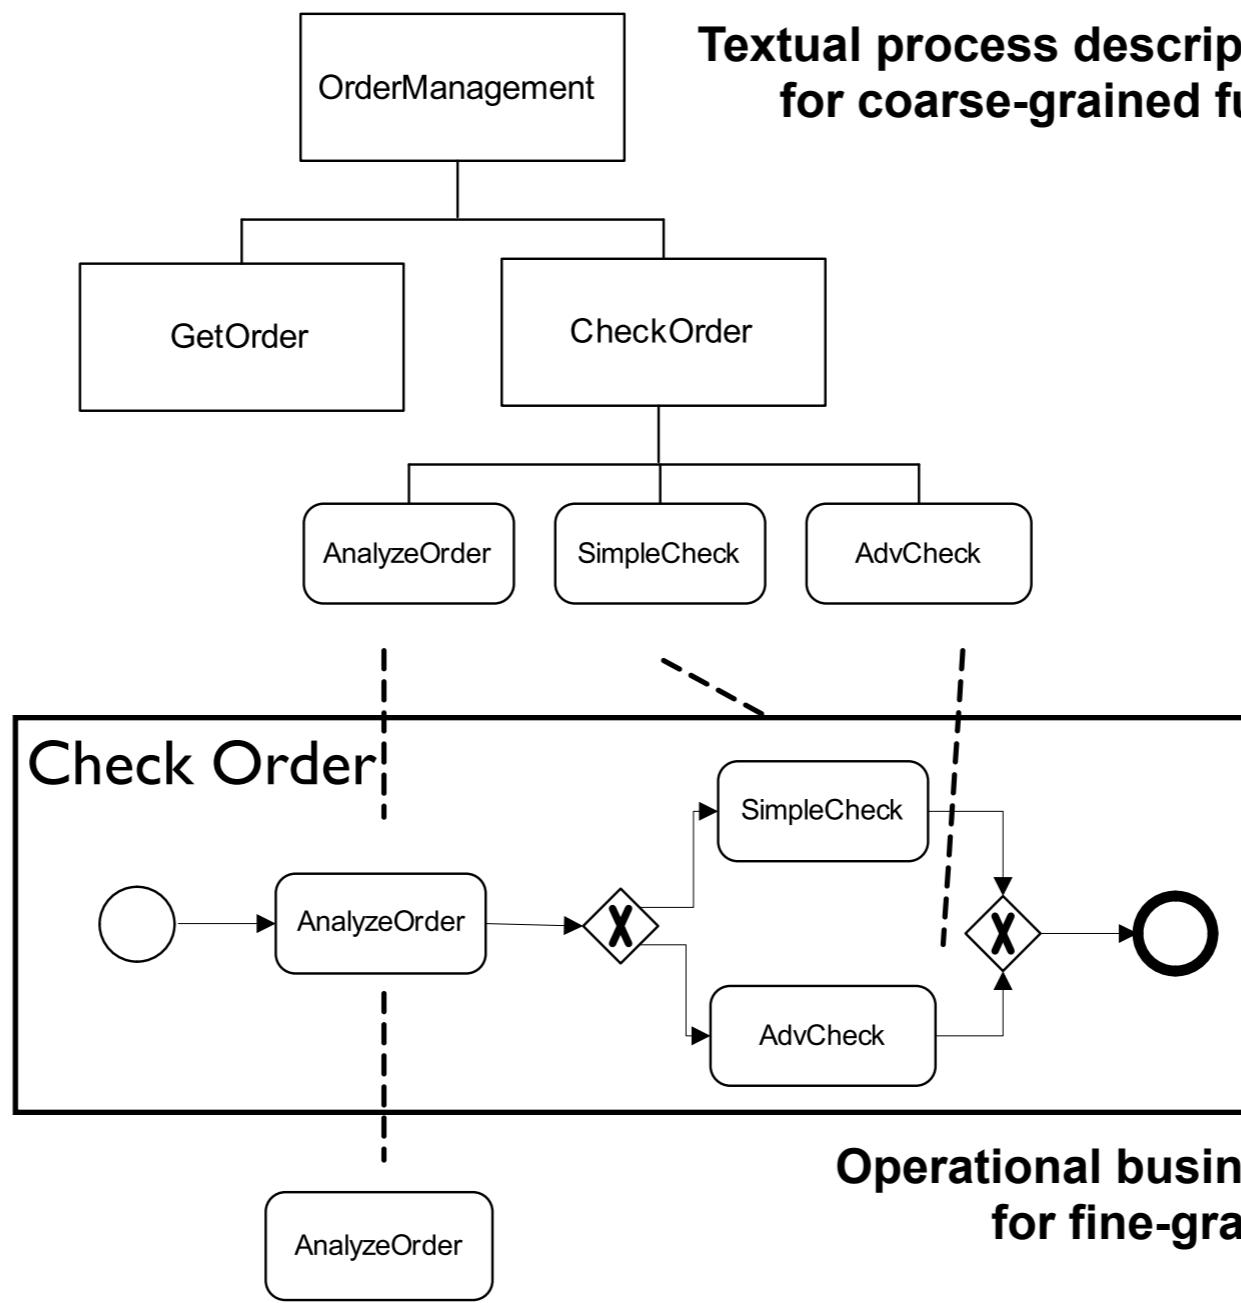 Textual process descrip
for coarse-grained fu
OrderManagement
GetOrder
CheckOrder
AnalyzeOrder
SimpleCheck
AdvCheck
Check Order
SimpleCheck
AnalyzeOrder
X
X
AdvCheck
Operational busin
for fine-gra
AnalyzeOrder